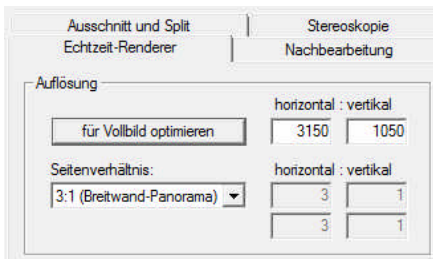 Ausschnitt und Split Stereoskopie
Echtzeit-Renderer Nachbearbeitung
Auflösung
horizontal : vertikal
für Vollbild optimieren 3150 1050
Seitenverhältnis: horizontal : vertikal
3:1 (Breitwand-Panorama) 3 1
3 1